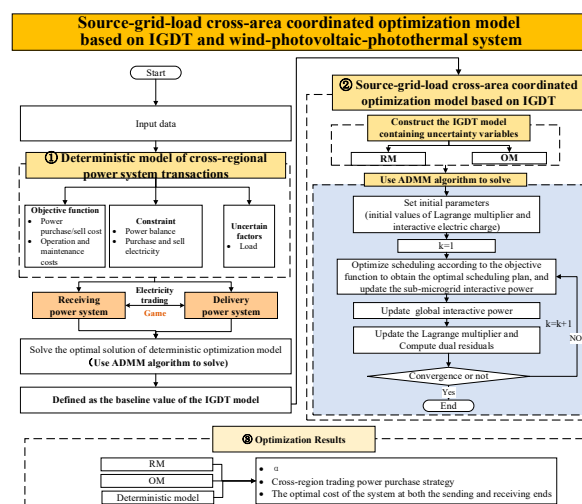 Source-grid-load cross-area coordinated optimization model
based on IGDT and wind-photovoltaic-photothermal system
Start
Input data
① Deterministic model of cross-regional
power system transactions
Objective function
• Power
purchase/sell cost
• Operation and
maintenance
costs
Constraint
• Power balance
• Purchase and sell
electricity
Uncertain
factors
• Load
Receiving
power system
Electricity
trading
Game
Delivery
power system
Solve the optimal solution of deterministic optimization model
(Use ADMM algorithm to solve)
Defined as the baseline value of the IGDT model
② Source-grid-load cross-area coordinated
optimization model based on IGDT
Construct the IGDT model
containing uncertainty variables
RM
OM
Use ADMM algorithm to solve
Set initial parameters
(initial values of Lagrange multiplier and
interactive electric charge)
k=1
Optimize scheduling according to the objective
function to obtain the optimal scheduling plan, and
update the sub-microgrid interactive power
Update global interactive power
k=k+1
Update the Lagrange multiplier and
Compute dual residuals
NO
Convergence or not
Yes
End
③ Optimization Results
RM
OM
Deterministic model
• α
• Cross-region trading power purchase strategy
• The optimal cost of the system at both the sending and receiving ends